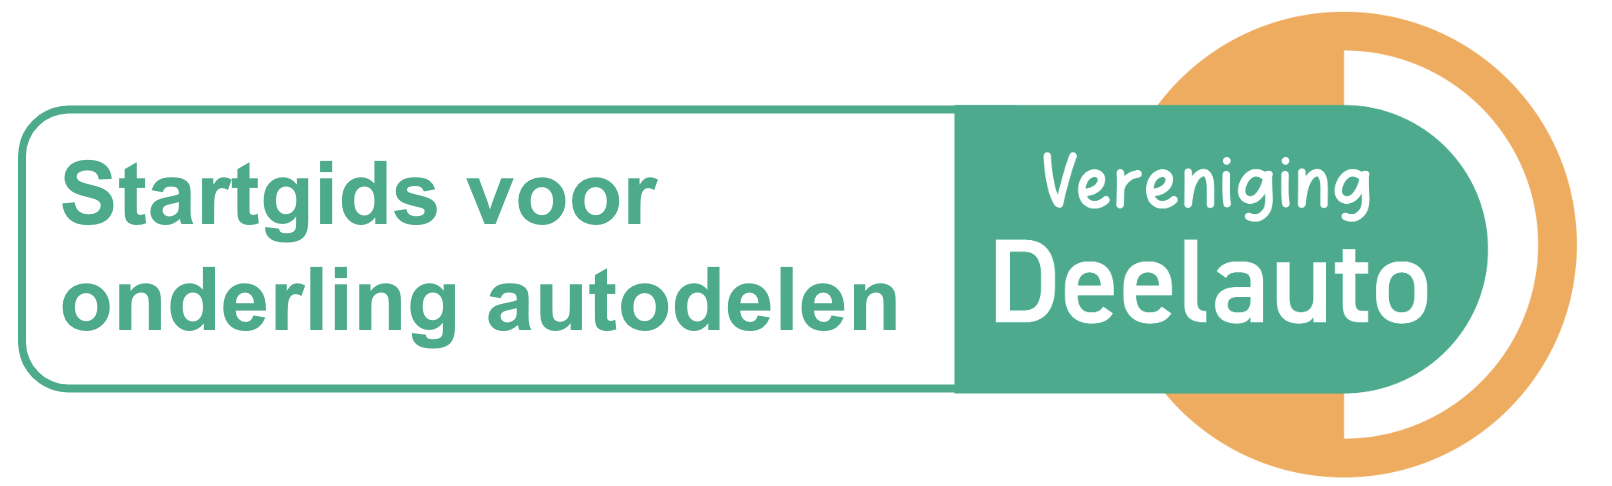 Startgids voor
onderling autodelen
Vereniging
Deelauto